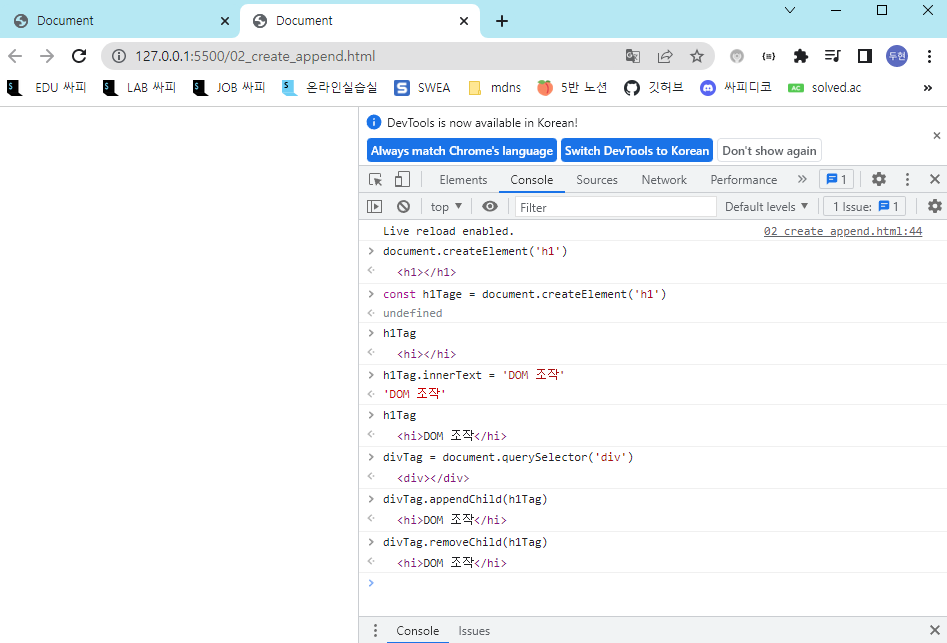 Document
Document
127.0.0.1:5500/02_create_append.html
두현
EDU 싸피 LAB 싸피 JOB 싸피 온라인실습실 SWEA mdns 5반 노션 깃허브 싸피디코 solved.ac »
DevTools is now available in Korean!
Always match Chrome's language Switch DevTools to Korean Don't show again
Elements Console Sources Network Performance » 1
top ▼ Filter Default levels ▼ 1 Issue: 1
Live reload enabled. 02 create append.html:44
> document.createElement('h1')
<h1></h1>
> const h1Tage = document.createElement('h1')
undefined
> h1Tag
<hi></hi>
> h1Tag.innerText = 'DOM 조작'
'DOM 조작'
> h1Tag
<hi>DOM 조작</hi>
> divTag = document.querySelector('div')
<div></div>
> divTag.appendChild(h1Tag)
<hi>DOM 조작</hi>
> divTag.removeChild(h1Tag)
<hi>DOM 조작</hi>
>
Console Issues